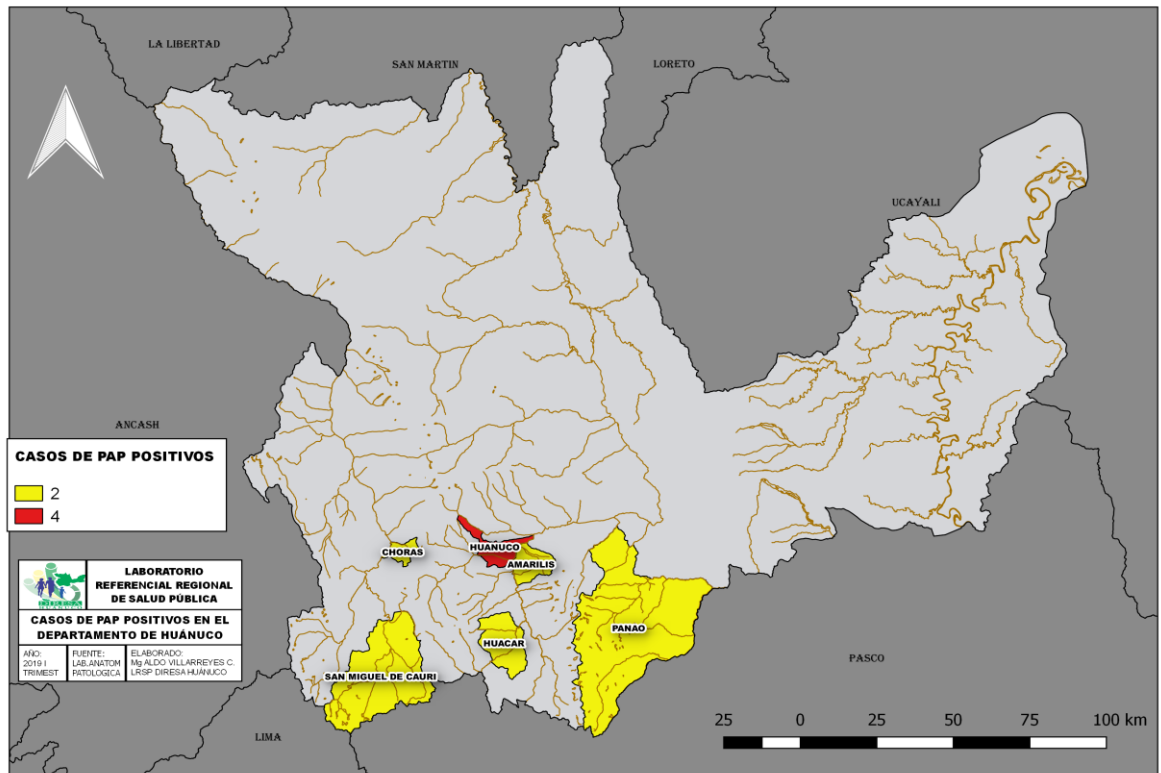 LA LIBERTAD
SAN MARTIN
LORETO
UCAYALI
ANCASH
CASOS DE PAP POSITIVOS
2
4
CHORAS
HUANUCO
AMARILIS
PANAO
HUACAR
SAN MIGUEL DE CAURI
PASCO
LIMA
DIRESA
HUÁNUCO
LABORATORIO
REFERENCIAL REGIONAL
DE SALUD PÚBLICA
CASOS DE PAP POSITIVOS EN EL
DEPARTAMENTO DE HUÁNUCO
AÑO:
2019 I
TRIMEST
FUENTE:
LAB.ANATOM
PATOLOGICA
ELABORADO:
Mg ALDO VILLARREYES C.
LRSP DIRESA HUÁNUCO
25 0 25 50 75 100 km